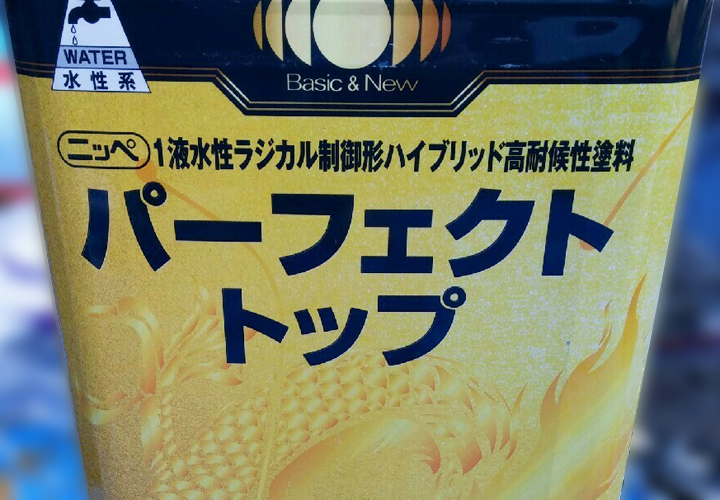 WATER
水性系
Basic & New
ニッペ 1液水性ラジカル制御形ハイブリッド高耐候性塗料
パーフェクト
トップ